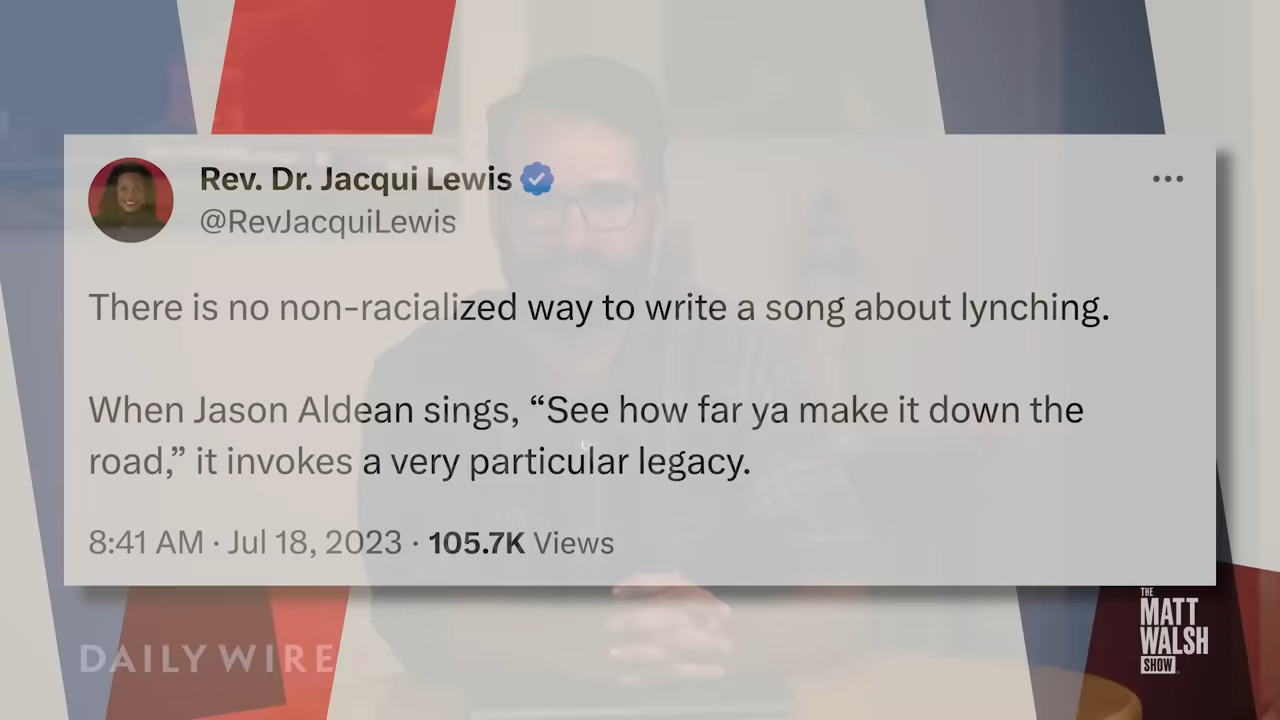 Rev. Dr. Jacqui Lewis
@RevJacquiLewis
There is no non-racialized way to write a song about lynching.
When Jason Aldean sings, “See how far ya make it down the
road,” it invokes a very particular legacy.
8:41 AM · Jul 18, 2023 · 105.7K Views
DAILY WIRE
THE
MATT
WALSH
SHOW